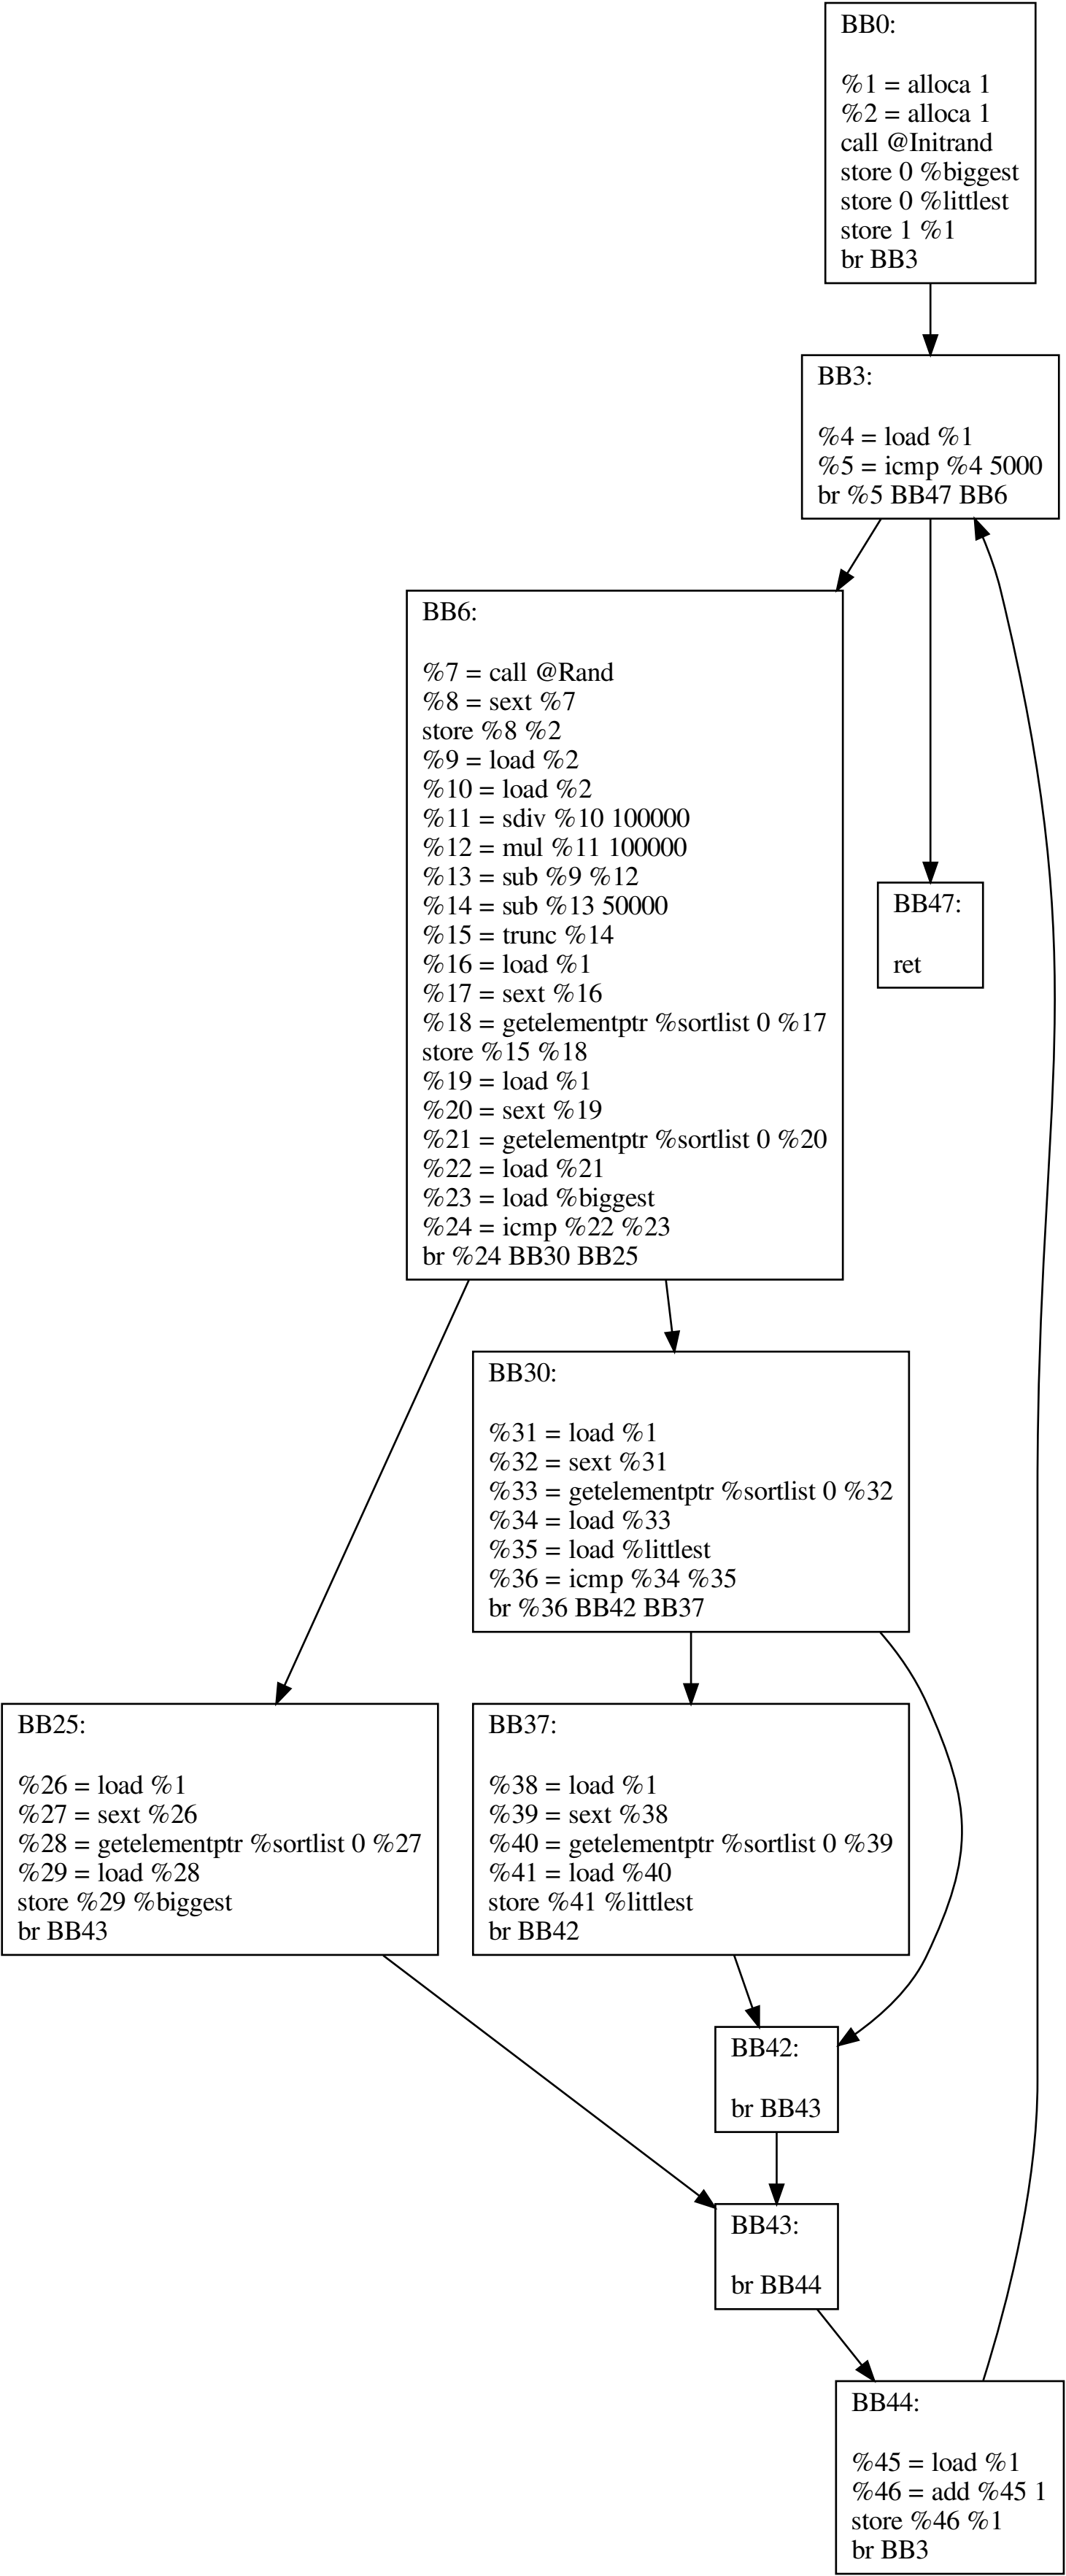 BB0:
%1 = alloca 1
%2 = alloca 1
call @Initrand
store 0 %biggest
store 0 %littlest
store 1 %1
br BB3
BB3:
%4 = load %1
%5 = icmp %4 5000
br %5 BB47 BB6
BB6:
%7 = call @Rand
%8 = sext %7
store %8 %2
%9 = load %2
%10 = load %2
%11 = sdiv %10 100000
%12 = mul %11 100000
%13 = sub %9 %12
%14 = sub %13 50000
%15 = trunc %14
%16 = load %1
%17 = sext %16
%18 = getelementptr %sortlist 0 %17
store %15 %18
%19 = load %1
%20 = sext %19
%21 = getelementptr %sortlist 0 %20
%22 = load %21
%23 = load %biggest
%24 = icmp %22 %23
br %24 BB30 BB25
BB47:
ret
BB30:
%31 = load %1
%32 = sext %31
%33 = getelementptr %sortlist 0 %32
%34 = load %33
%35 = load %littlest
%36 = icmp %34 %35
br %36 BB42 BB37
BB25:
%26 = load %1
%27 = sext %26
%28 = getelementptr %sortlist 0 %27
%29 = load %28
store %29 %biggest
br BB43
BB37:
%38 = load %1
%39 = sext %38
%40 = getelementptr %sortlist 0 %39
%41 = load %40
store %41 %littlest
br BB42
BB42:
br BB43
BB43:
br BB44
BB44:
%45 = load %1
%46 = add %45 1
store %46 %1
br BB3